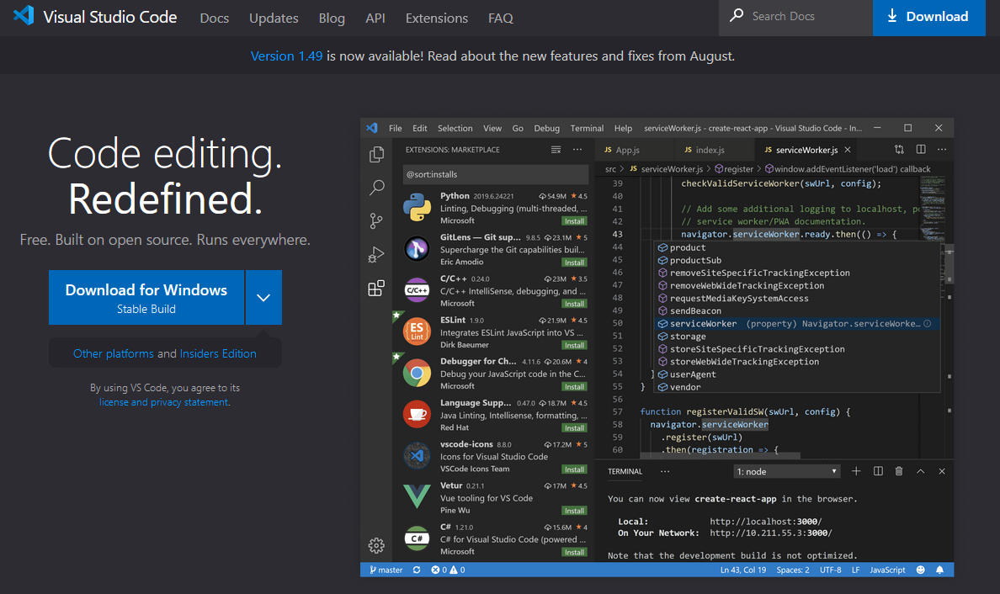 Visual Studio Code Docs Updates Blog API Extensions FAQ Search Docs Download
Version 1.49 is now available! Read about the new features and fixes from August.
Code editing.
Redefined.
Free. Built on open source. Runs everywhere.
Download for Windows
Stable Build
Other platforms and Insiders Edition
By using VS Code, you agree to its
license and privacy statement.
File Edit Selection View Go Debug Terminal Help serviceWorker.js - create-react-app - Visual Studio Code - In...
EXTENSIONS: MARKETPLACE
@sort:installs
Python 2019.6.24221 54.9M ★ 4.5
Linting, Debugging (multi-threaded, ...
Microsoft Install
GitLens — Git sup... 9.8.5 23.1M ★ 5
Supercharge the Git capabilities buil...
Eric Amodio Install
C/C++
C/C++ 0.24.0 23M ★ 3.5
C/C++ IntelliSense, debugging, and ...
Microsoft Install
ES
Lint
ESLint 1.9.0 21.9M ★ 4.5
Integrates ESLint JavaScript into VS ...
Dirk Baeumer Install
Debugger for Ch... 4.11.6 20.6M ★ 4
Debug your JavaScript code in the C...
Microsoft Install
Language Supp... 0.47.0 18.7M ★ 4.5
Java Linting, Intellisense, formatting, ...
Red Hat Install
vscode-icons 8.8.0 17.2M ★ 5
Icons for Visual Studio Code
VSCode Icons Team Install
Vetur 0.21.1 17M ★ 4.5
Vue tooling for VS Code
Pine Wu Install
C#
C# 1.21.0 15.6M ★ 4
C# for Visual Studio Code (powered ...
Microsoft Install
JS App.js JS index.js JS serviceWorker.js
src > JS serviceWorker.js > register > window.addEventListener('load') callback
39 checkValidServiceWorker(swUrl, config);
40
41 // Add some additional logging to localhost, po
42 // service worker/PWA documentation.
43 navigator.serviceWorker.ready.then(() => {
44 product
45 productSub
46 removeSiteSpecificTrackingException
47 removeWebWideTrackingException
48 requestMediaKeySystemAccess
49 sendBeacon
50 serviceWorker (property) Navigator.serviceWorke...
51 storage
52 storeSiteSpecificTrackingException
53 storeWebWideTrackingException
54 } userAgent
55 } vendor
56
57 function registerValidSW(swUrl, config) {
58 navigator.serviceWorker
59 .register(swUrl)
60 .then(registration => {
TERMINAL ... 1: node
You can now view create-react-app in the browser.
Local: http://localhost:3000/
On Your Network: http://10.211.55.3:3000/
Note that the development build is not optimized.
master 0 0 Ln 43, Col 19 Spaces: 2 UTF-8 LF JavaScript